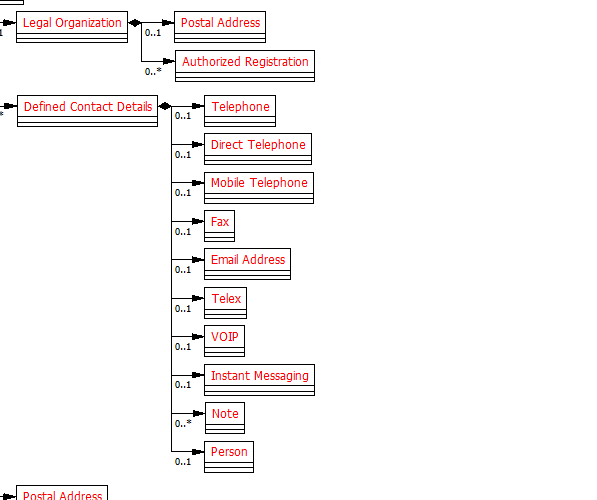 Legal Organization
Postal Address
1
0..1
Authorized Registration
0..*
Defined Contact Details
Telephone
*
0..1
Direct Telephone
0..1
Mobile Telephone
0..1
Fax
0..1
Email Address
0..1
Telex
0..1
VOIP
0..1
Instant Messaging
0..1
Note
0..*
Person
0..1
Postal Address